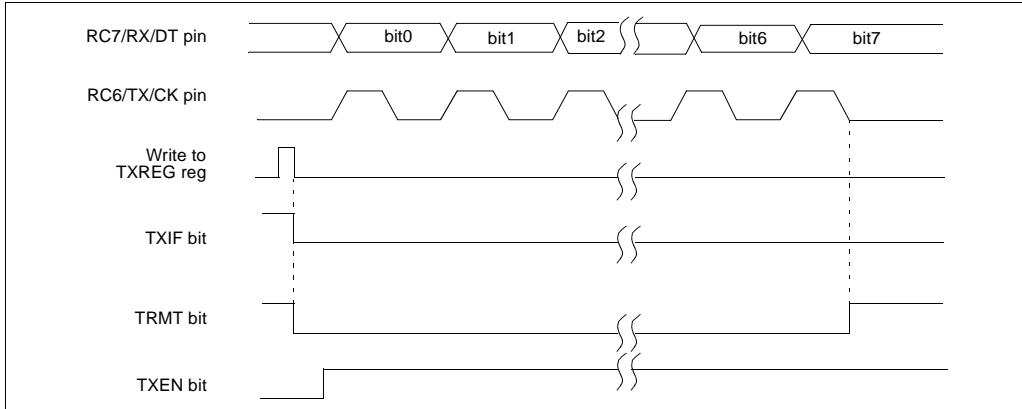 RC7/RX/DT pin
bit0
bit1
bit2
bit6
bit7
RC6/TX/CK pin
Write to
TXREG reg
TXIF bit
TRMT bit
TXEN bit